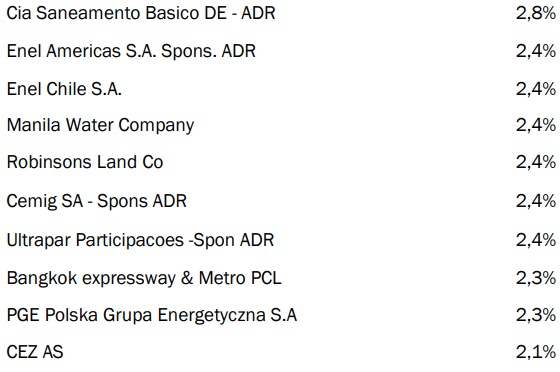 Cia Saneamento Basico DE - ADR 2,8%
Enel Americas S.A. Spons. ADR 2,4%
Enel Chile S.A. 2,4%
Manila Water Company 2,4%
Robinsons Land Co 2,4%
Cemig SA - Spons ADR 2,4%
Ultrapar Participacoes -Spon ADR 2,4%
Bangkok expressway & Metro PCL 2,3%
PGE Polska Grupa Energetyczna S.A 2,3%
CEZ AS 2,1%